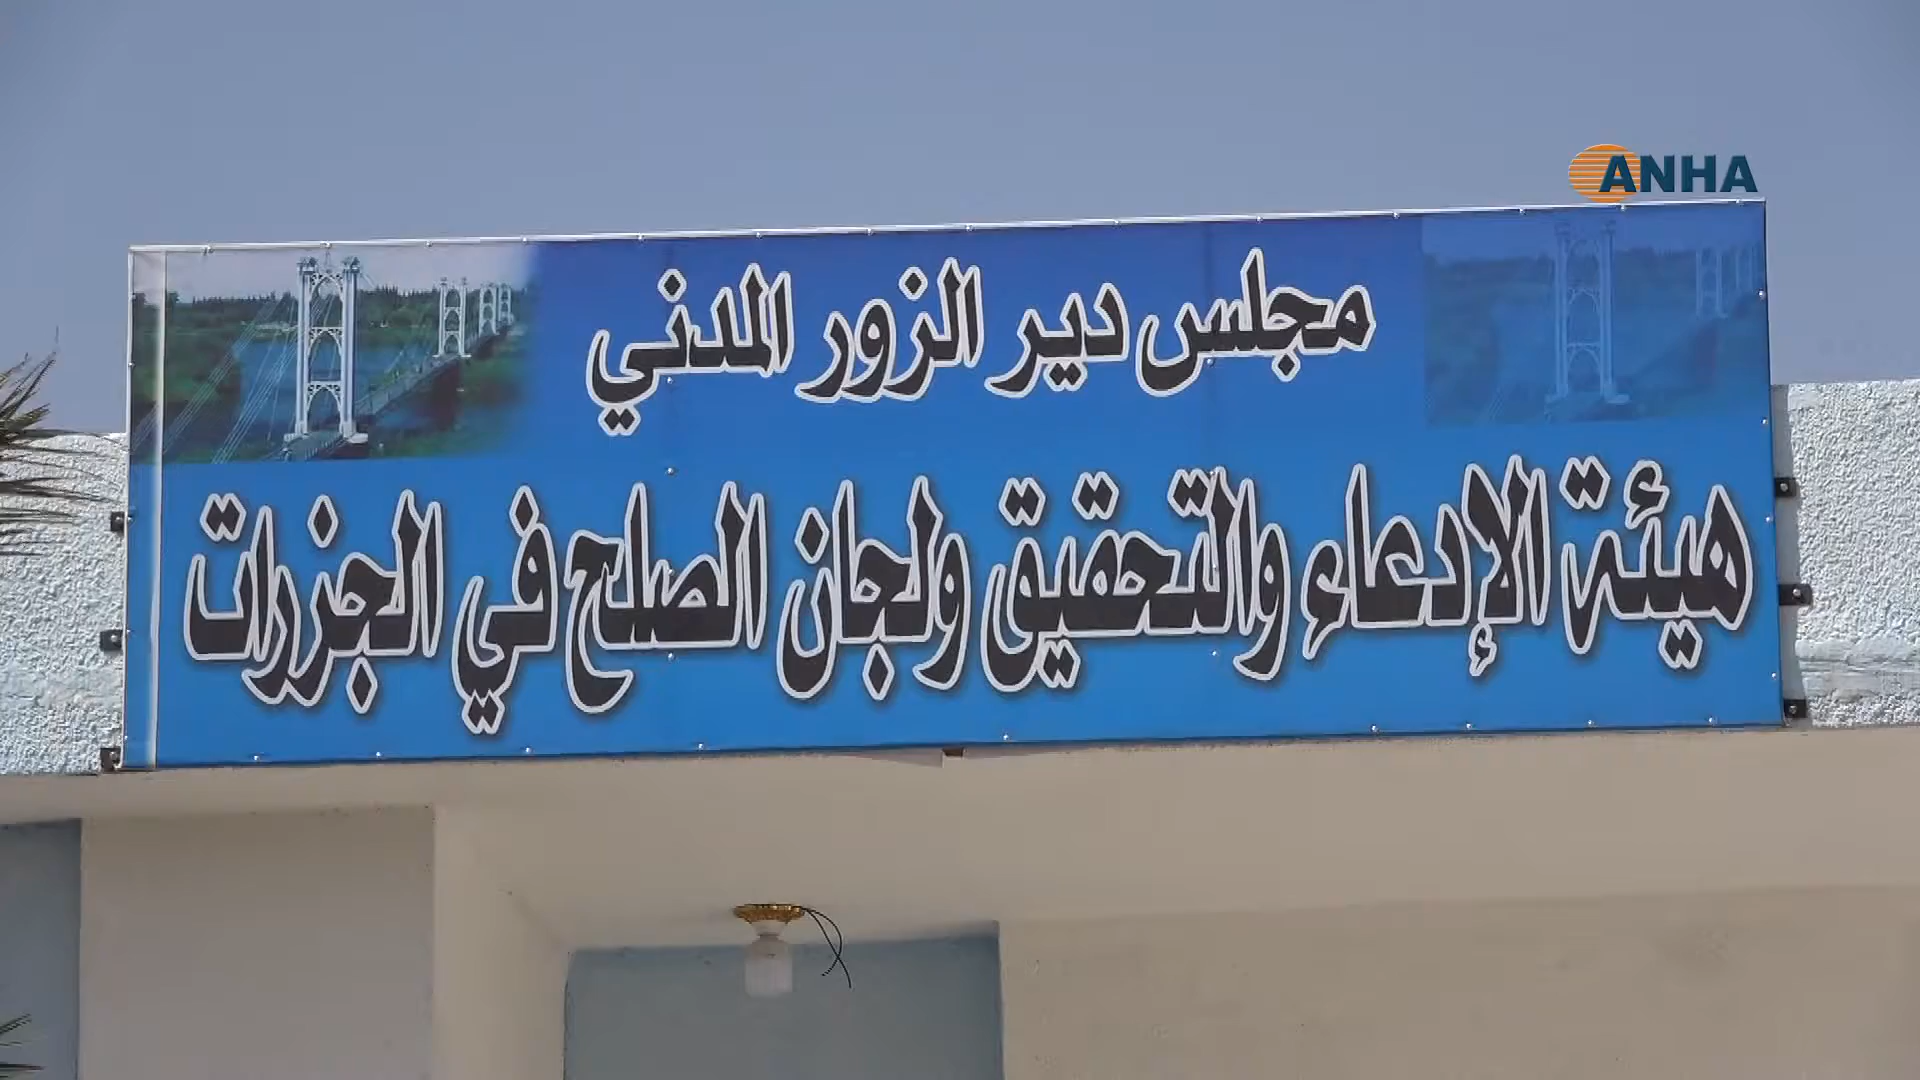 ANHA
مجلس دير الزور المدني
هيئة الإدعاء والتحقيق ولجان الصلح في الجزرات